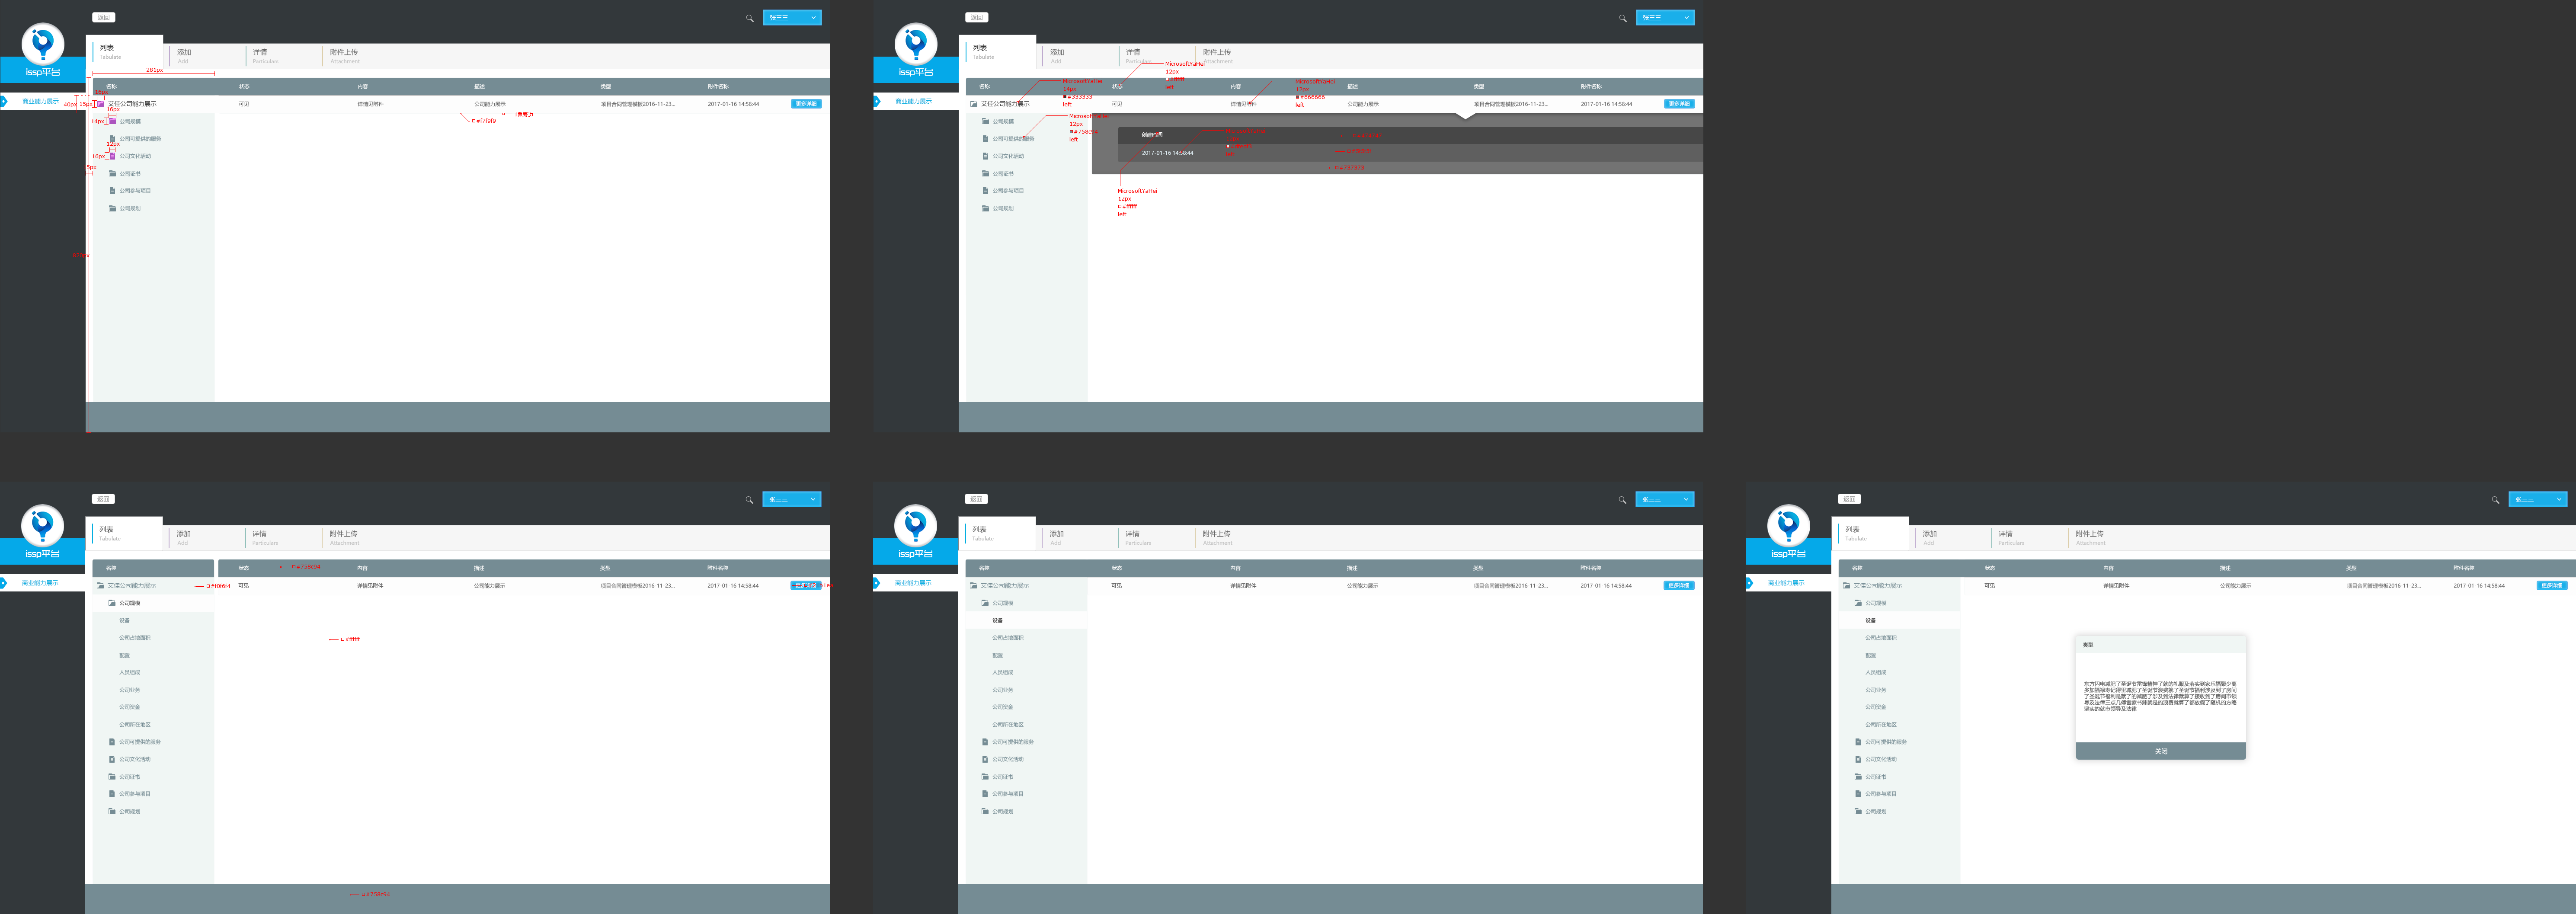 返回
张三三
issp平台
列表
Tabulate
添加
Add
详情
Particulars
附件上传
Attachment
281px
名称
状态
内容
描述
类型
附件名称
商业能力展示
40px
15px
艾佳公司能力展示
可见
详情见附件
公司能力展示
项目合同管理模板2016-11-23...
2017-01-16 14:58:44
更多详细
16px
14px
公司规模
#f7f9f9
公司可提供的服务
12px
16px
公司文化活动
5px
公司证书
公司参与项目
公司规划
返回
张三三
issp平台
列表
Tabulate
添加
Add
详情
Particulars
附件上传
Attachment
MicrosoftYaHei
12px
#ffffff
left
MicrosoftYaHei
14px
#333333
left
MicrosoftYaHei
12px
#666666
left
名称
状态
内容
描述
类型
附件名称
商业能力展示
艾佳公司能力展示
可见
详情见附件
公司能力展示
项目合同管理模板2016-11-23...
2017-01-16 14:58:44
更多详细
MicrosoftYaHei
12px
#758c94
left
公司规模
公司可提供的服务
公司文化活动
公司证书
公司参与项目
公司规划
创建时间
2017-01-16 14:58:44
MicrosoftYaHei
12px
#ffffff
left
返回
张三三
issp平台
列表
Tabulate
添加
Add
详情
Particulars
附件上传
Attachment
名称
#758c94
状态
内容
描述
类型
附件名称
商业能力展示
艾佳公司能力展示
#f0f6f4
可见
详情见附件
公司能力展示
项目合同管理模板2016-11-23...
2017-01-16 14:58:44
公司规模
设备
公司占地面积
#ffffff
配置
人员组成
公司业务
公司资金
公司所在地区
公司可提供的服务
公司文化活动
公司证书
公司参与项目
公司规划
#758c94
返回
张三三
issp平台
列表
Tabulate
添加
Add
详情
Particulars
附件上传
Attachment
名称
状态
内容
描述
类型
附件名称
商业能力展示
艾佳公司能力展示
可见
详情见附件
公司能力展示
项目合同管理模板2016-11-23...
2017-01-16 14:58:44
更多详细
公司规模
设备
公司占地面积
配置
人员组成
公司业务
公司资金
公司所在地区
公司可提供的服务
公司文化活动
公司证书
公司参与项目
公司规划
返回
张三三
issp平台
列表
Tabulate
添加
Add
详情
Particulars
附件上传
Attachment
名称
状态
内容
描述
类型
附件名称
商业能力展示
艾佳公司能力展示
可见
详情见附件
公司能力展示
项目合同管理模板2016-11-23...
2017-01-16 14:58:44
更多详细
公司规模
设备
公司占地面积
配置
人员组成
公司业务
公司资金
公司所在地区
公司可提供的服务
公司文化活动
公司证书
公司参与项目
公司规划
类型
关闭